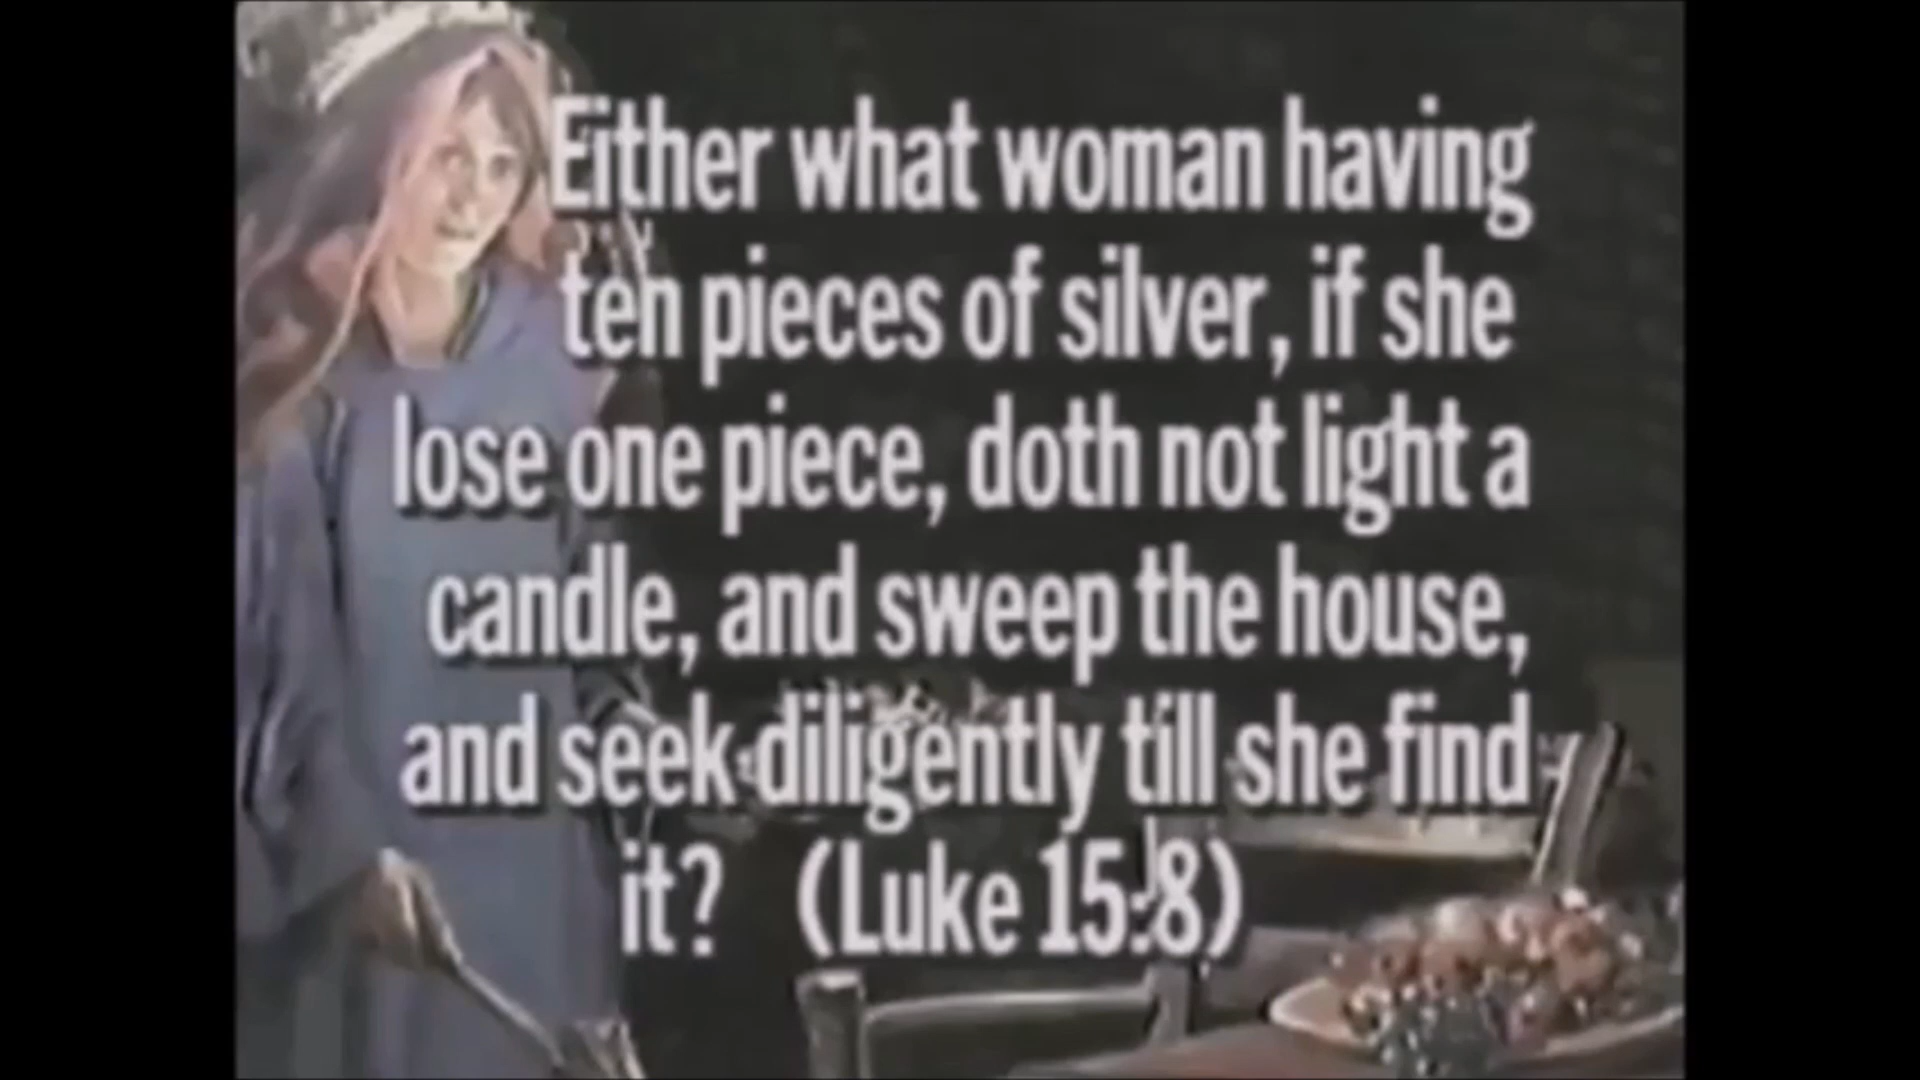 Either what woman having
ten pieces of silver, if she
lose one piece, doth not light a
candle, and sweep the house,
and seek diligently till she find
it? (Luke 15:8)